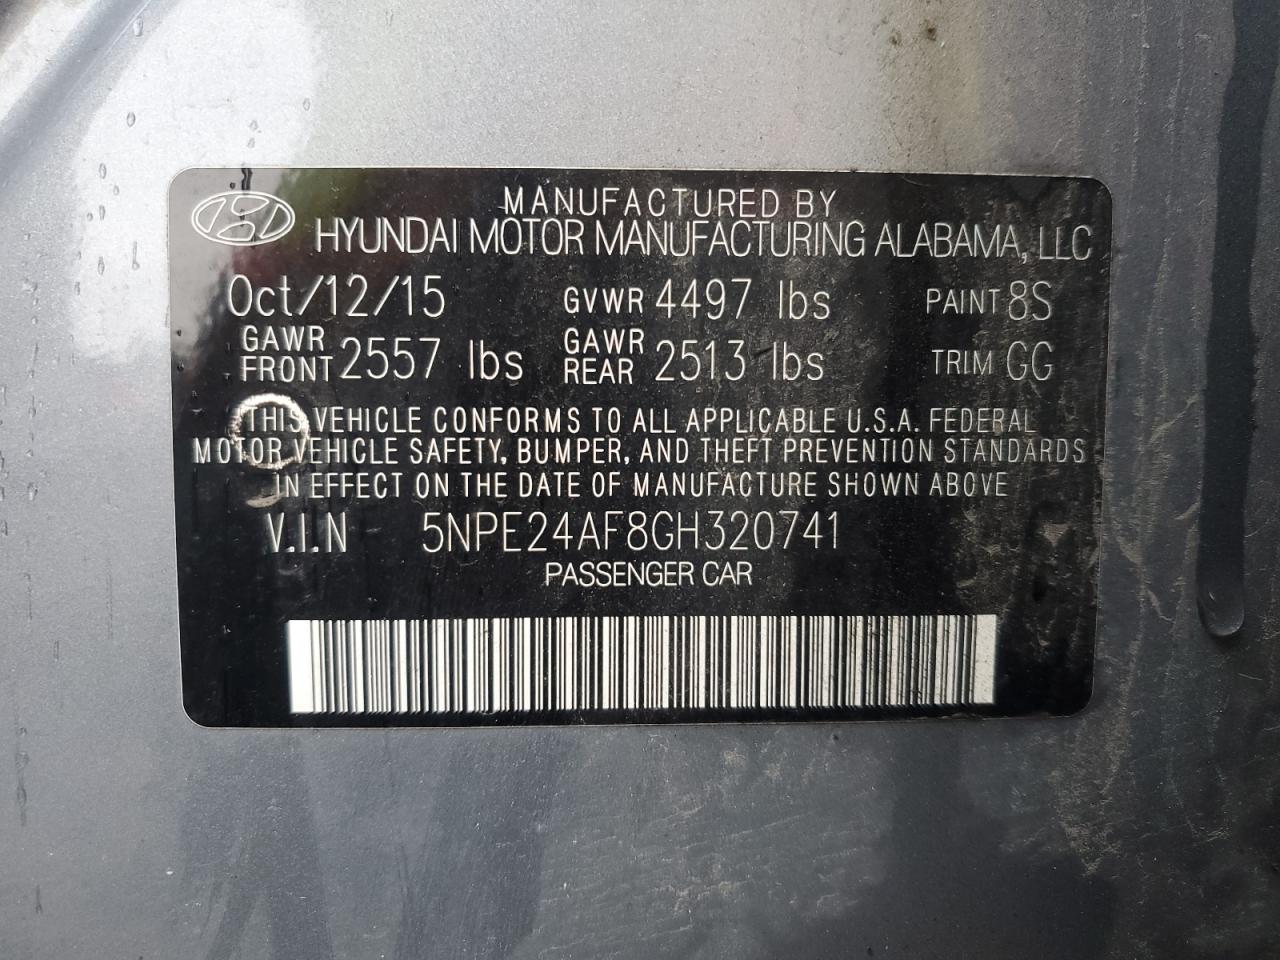 MANUFACTURED BY
HYUNDAI MOTOR MANUFACTURING ALABAMA, LLC
Oct/12/15 GVWR 4497 lbs PAINT 8S
GAWR FRONT 2557 lbs GAWR REAR 2513 lbs TRIM GG
THIS VEHICLE CONFORMS TO ALL APPLICABLE U.S.A. FEDERAL
MOTOR VEHICLE SAFETY, BUMPER, AND THEFT PREVENTION STANDARDS
IN EFFECT ON THE DATE OF MANUFACTURE SHOWN ABOVE
V.I.N 5NPE24AF8GH320741
PASSENGER CAR